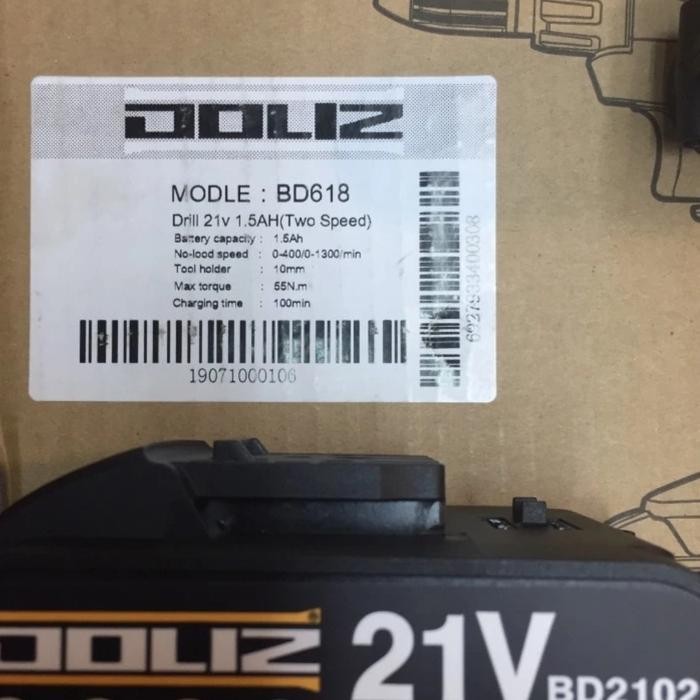 DOLIZ
MODLE : BD618
Drill 21v 1.5AH(Two Speed)
Battery capacity : 1.5Ah
No-lood speed : 0-400/0-1300/min
Tool holder : 10mm
Max torque : 55N.m
Charging time : 100min
19071000106
6927933400308
DOLIZ
21V
BD2102